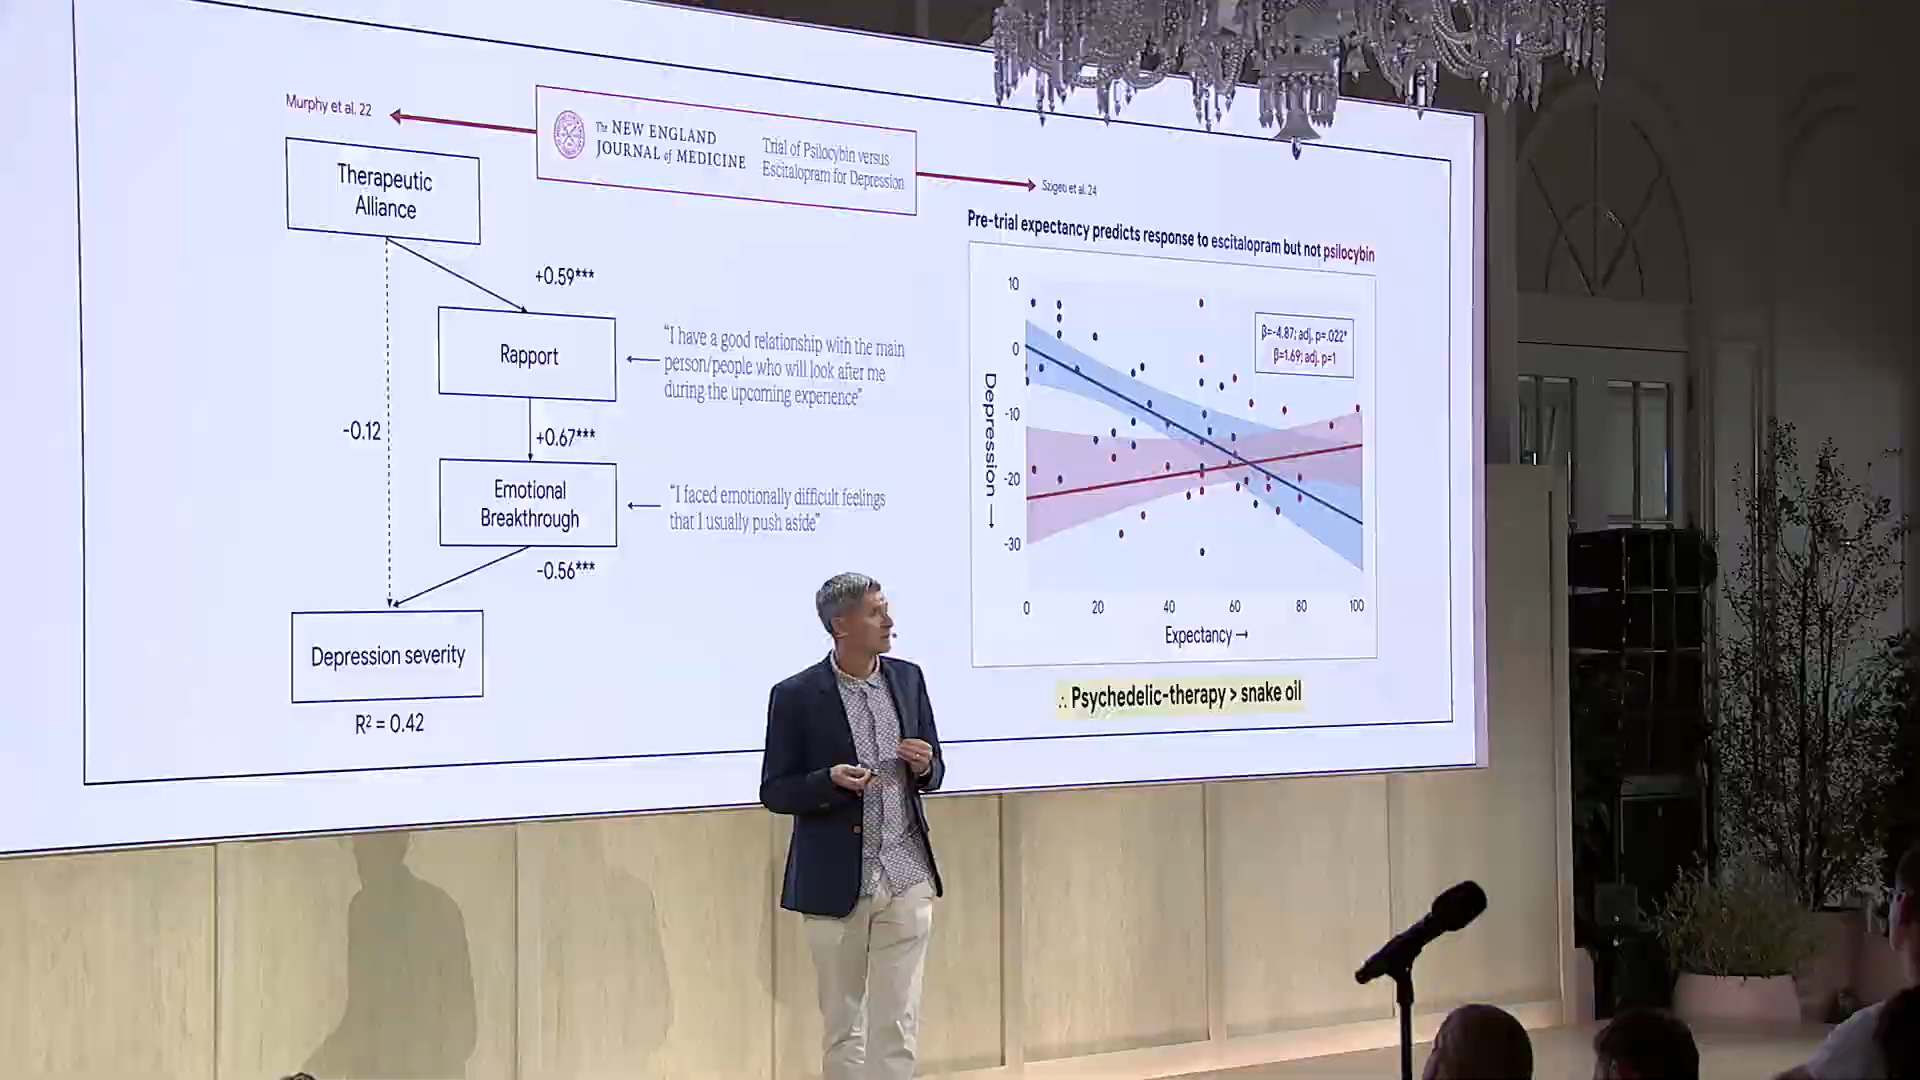 Murphy et al. 22
The NEW ENGLAND
JOURNAL of MEDICINE
Trial of Psilocybin versus
Escitalopram for Depression
Szigeti et al. 24
Therapeutic
Alliance
+0.59***
Rapport
"I have a good relationship with the main
person/people who will look after me
during the upcoming experience"
-0.12
+0.67***
Emotional
Breakthrough
"I faced emotionally difficult feelings
that I usually push aside"
-0.56***
Depression severity
R² = 0.42
Pre-trial expectancy predicts response to escitalopram but not psilocybin
10
0
-10
-20
-30
Depression →
β=-4.87; adj. p=.022*
β=1.69; adj. p=1
0 20 40 60 80 100
Expectancy →
∴ Psychedelic-therapy > snake oil